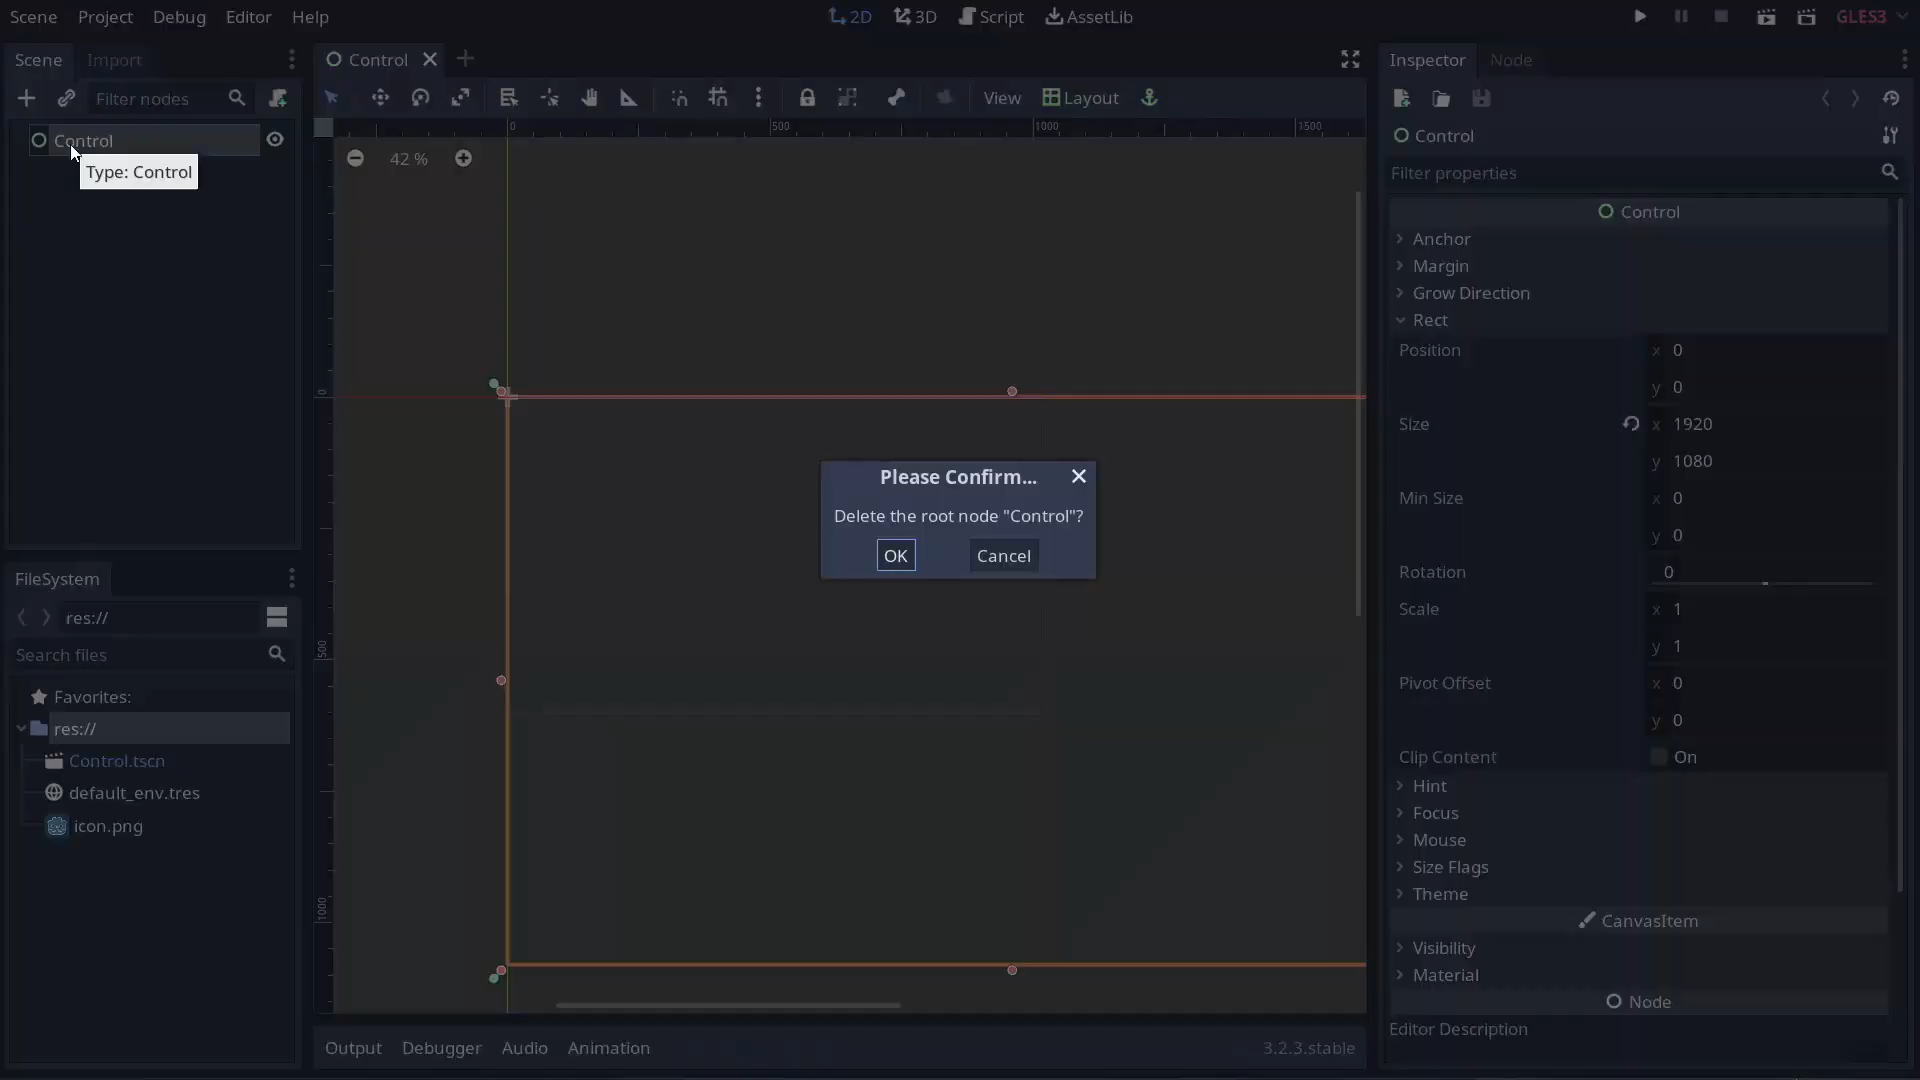 Scene Project Debug Editor Help
2D 3D Script AssetLib
GLES3
Scene Import
Filter nodes
Control
Type: Control
FileSystem
res://
Search files
Favorites:
res://
Control.tscn
default_env.tres
icon.png
Control
View Layout
0 500 1000 1500
42 %
0
500
1000
Please Confirm...
Delete the root node "Control"?
OK Cancel
Output Debugger Audio Animation 3.2.3.stable
Inspector Node
Control
Filter properties
Control
Anchor
Margin
Grow Direction
Rect
Position x 0
y 0
Size x 1920
y 1080
Min Size x 0
y 0
Rotation 0
Scale x 1
y 1
Pivot Offset x 0
y 0
Clip Content On
Hint
Focus
Mouse
Size Flags
Theme
CanvasItem
Visibility
Material
Node
Editor Description